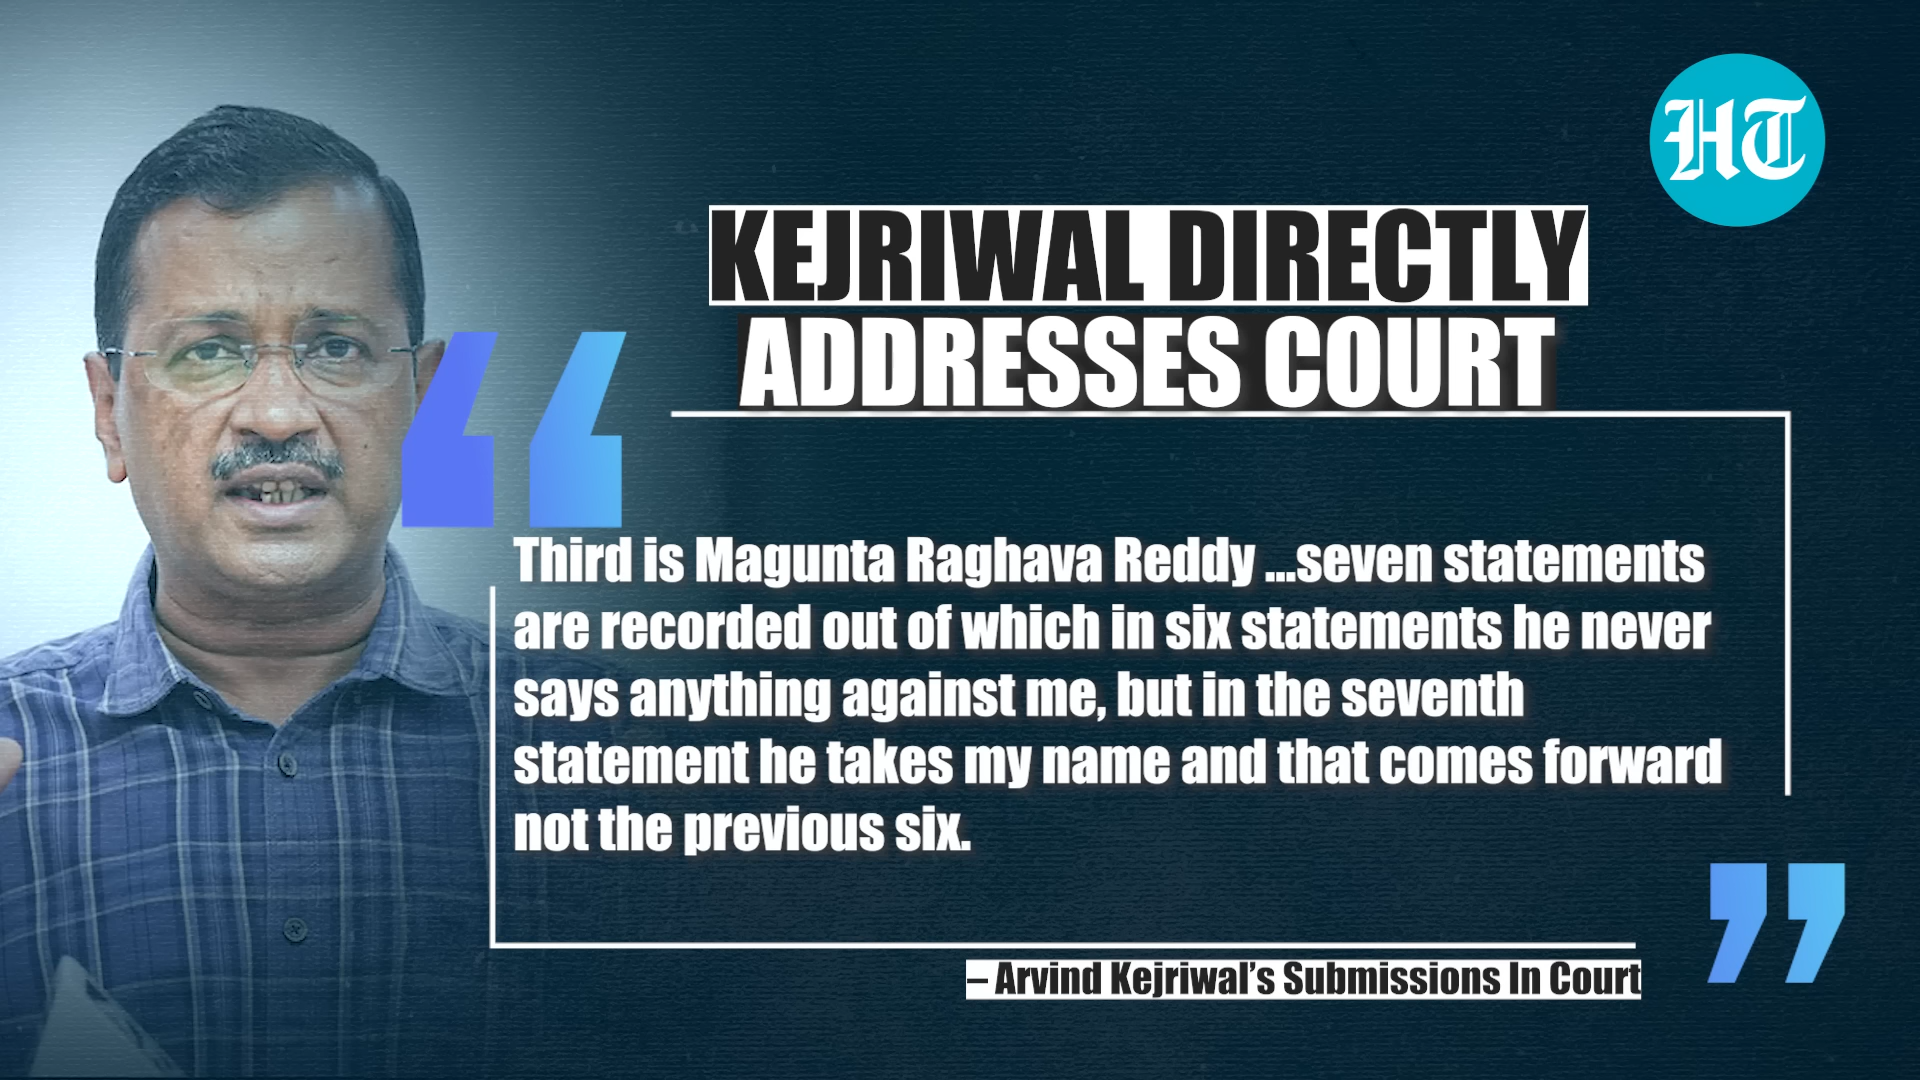 HT
KEJRIWAL DIRECTLY
ADDRESSES COURT
“
Third is Magunta Raghava Reddy ...seven statements
are recorded out of which in six statements he never
says anything against me, but in the seventh
statement he takes my name and that comes forward
not the previous six.
”
– Arvind Kejriwal’s Submissions In Court